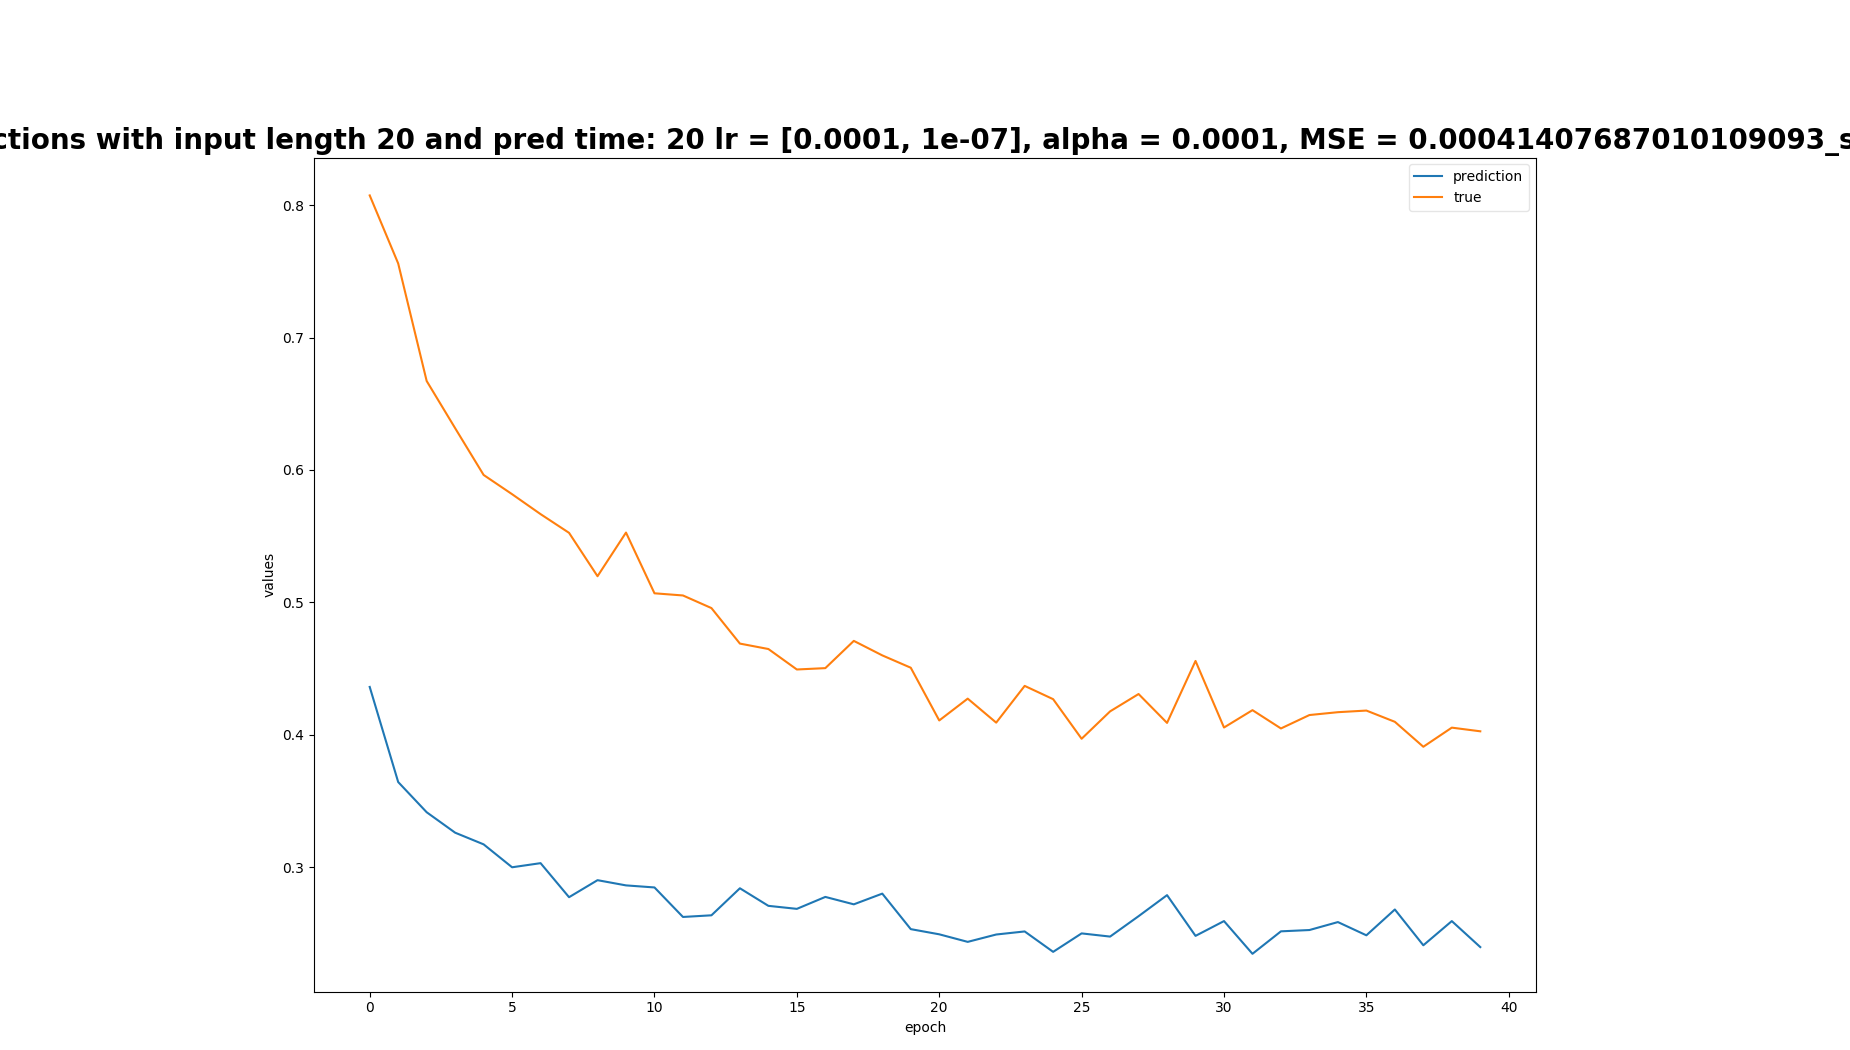 ctions with input length 20 and pred time: 20 lr = [0.0001, 1e-07], alpha = 0.0001, MSE = 0.00041407687010109093_s
prediction
true
0.8
0.7
0.6
0.5
0.4
0.3
values
0 5 10 15 20 25 30 35 40
epoch